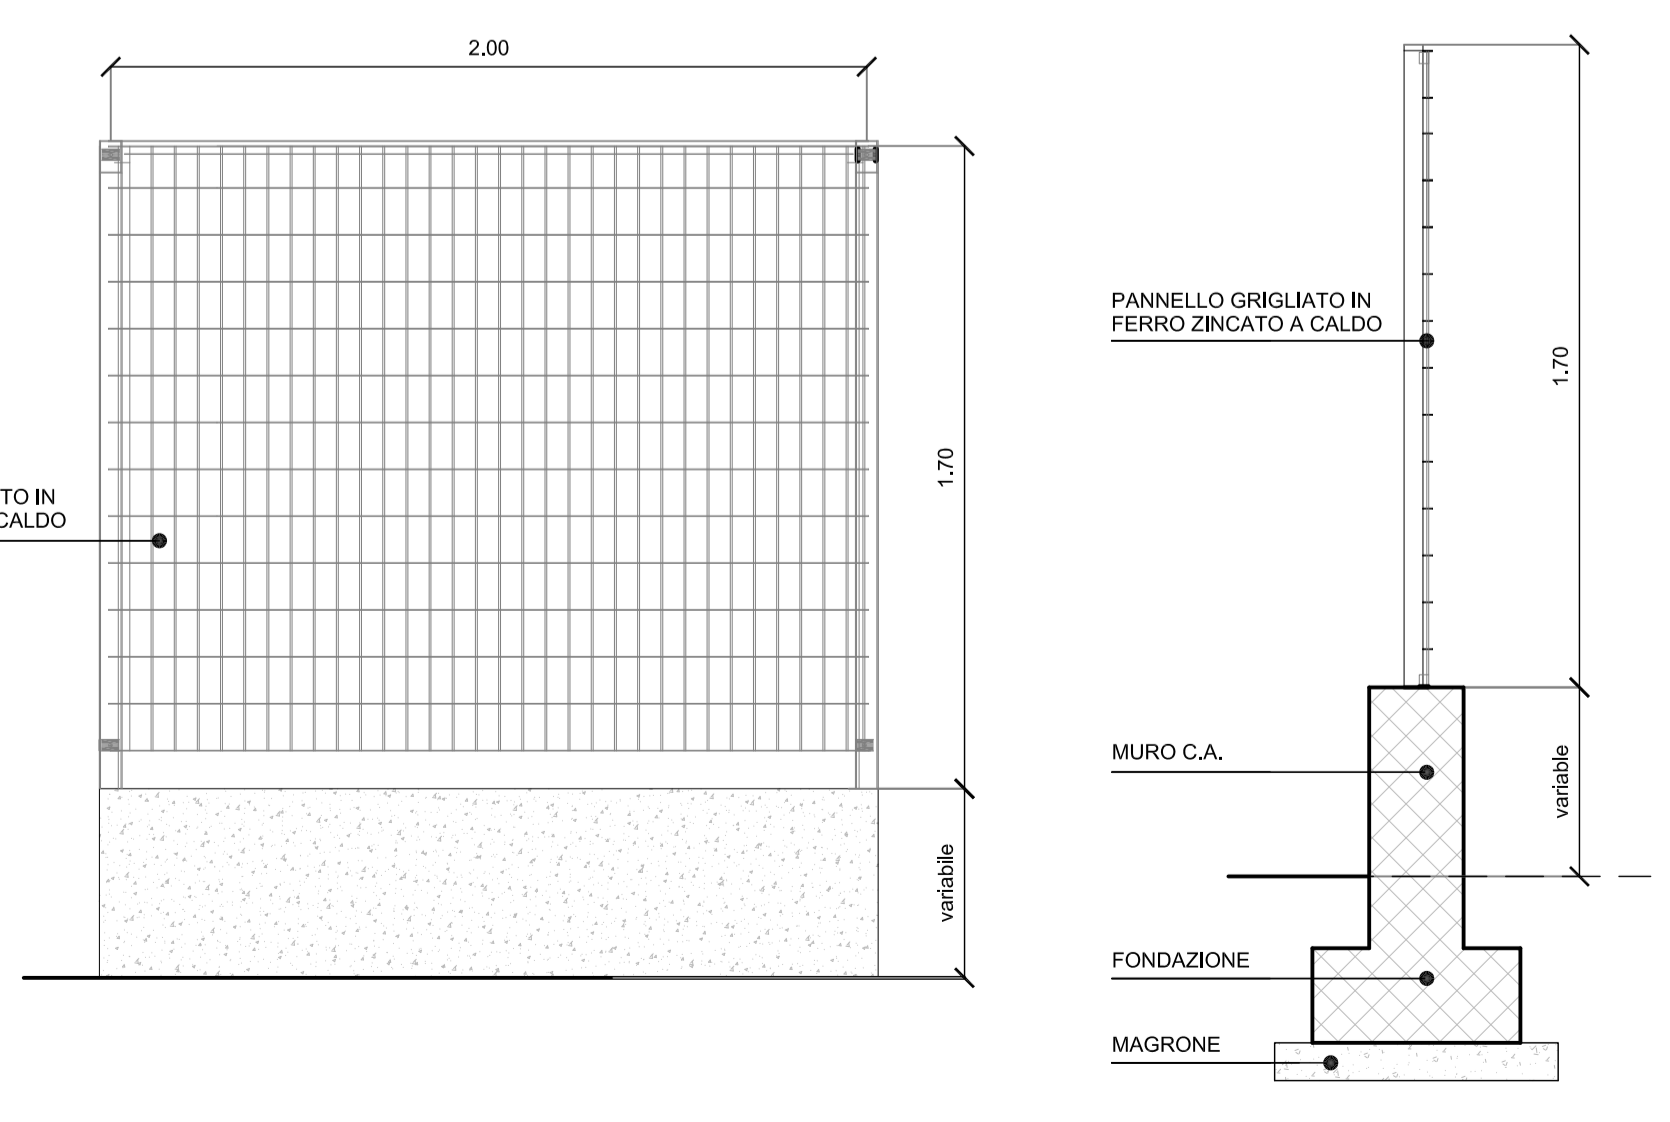 2.00
1.70
variabile
TO IN
CALDO
PANNELLO GRIGLIATO IN
FERRO ZINCATO A CALDO
1.70
MURO C.A.
variable
FONDAZIONE
MAGRONE